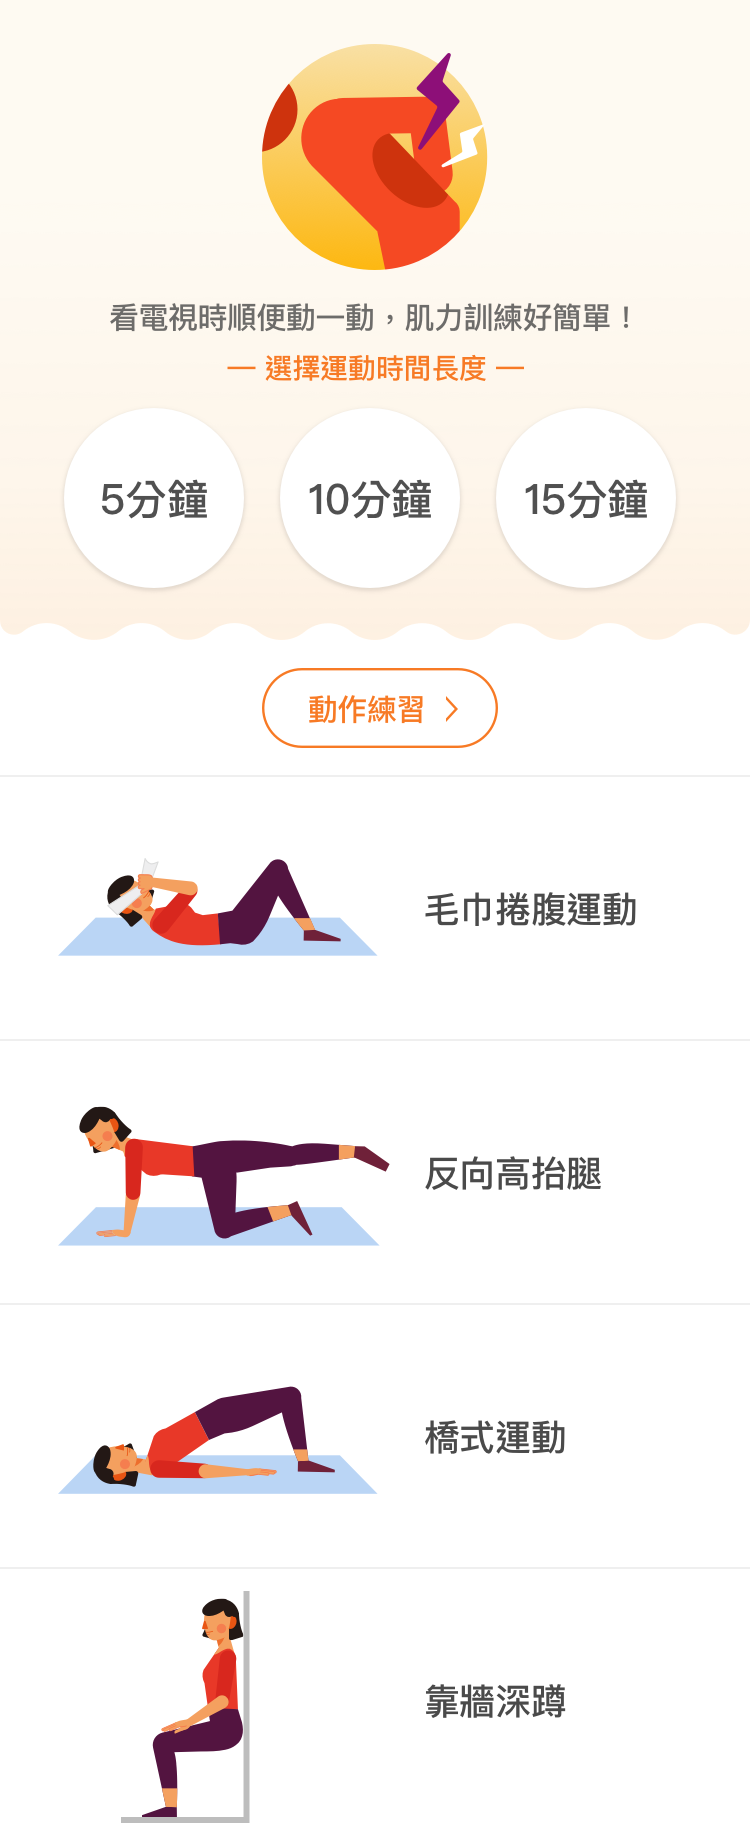 看電視時順便動一動，肌力訓練好簡單！
— 選擇運動時間長度 —
5分鐘
10分鐘
15分鐘
動作練習
毛巾捲腹運動
反向高抬腿
橋式運動
靠牆深蹲